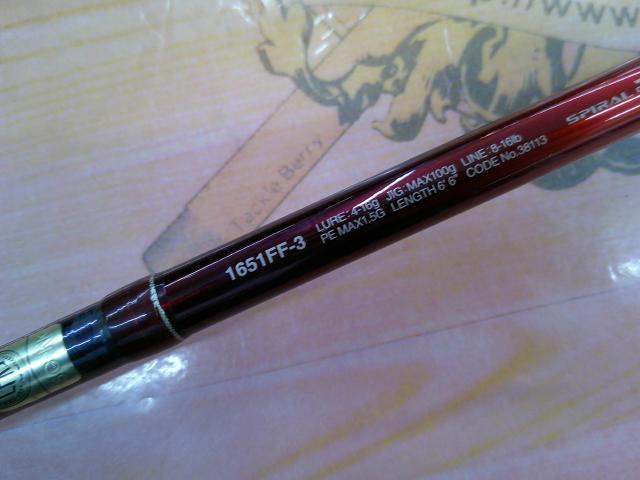 p://www.
Tackle Berry
SPIRAL
1651FF-3
LURE: 4-16g JIG: MAX100g LINE: 8-16lb
PE MAX1.5G LENGTH 6'6" CODE No.38113